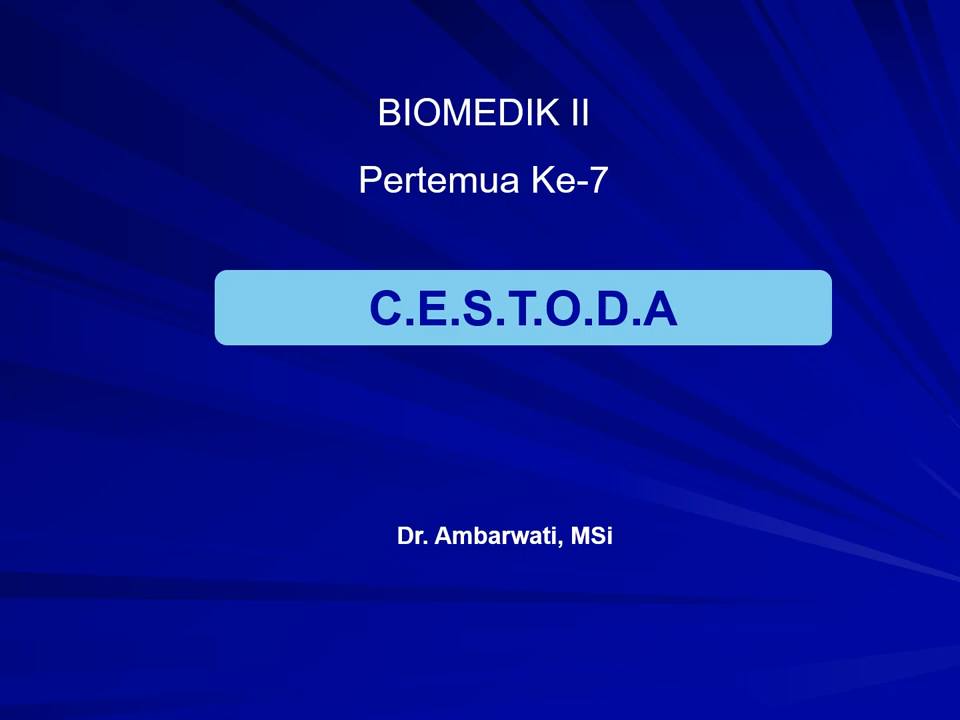 BIOMEDIK II
Pertemua Ke-7
C.E.S.T.O.D.A
Dr. Ambarwati, MSi